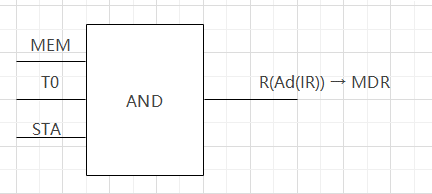 MEM
T0
STA
AND
R(Ad(IR)) → MDR